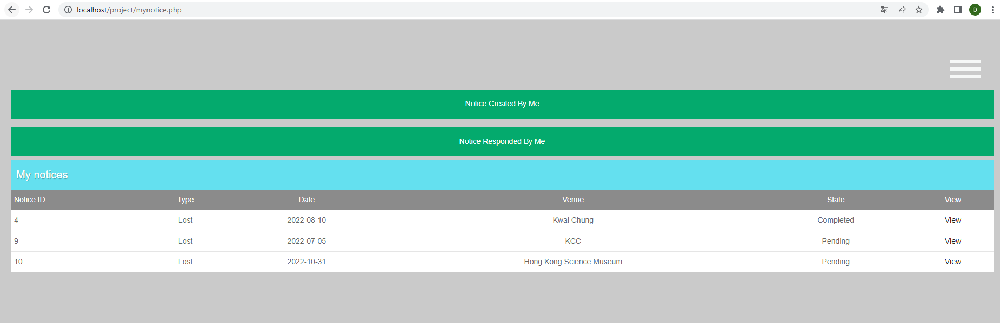 localhost/project/mynotice.php
D
Notice Created By Me
Notice Responded By Me
My notices
Notice ID Type Date Venue State View
4 Lost 2022-08-10 Kwai Chung Completed View
9 Lost 2022-07-05 KCC Pending View
10 Lost 2022-10-31 Hong Kong Science Museum Pending View